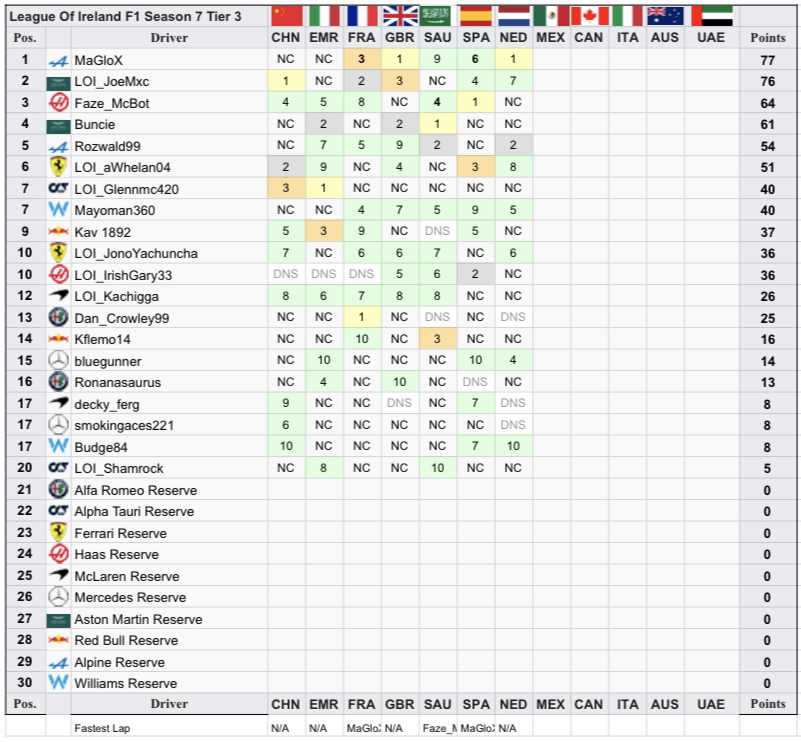 League Of Ireland F1 Season 7 Tier 3
Pos. Driver CHN EMR FRA GBR SAU SPA NED MEX CAN ITA AUS UAE Points
1 MaGloX NC NC 3 1 9 6 1 77
2 LOI_JoeMxc 1 NC 2 3 NC 4 7 76
3 Faze_McBot 4 5 8 NC 4 1 NC 64
4 Buncie NC 2 NC 2 1 NC NC 61
5 Rozwald99 NC 7 5 9 2 NC 2 54
6 LOI_aWhelan04 2 9 NC 4 NC 3 8 51
7 LOI_Glennmc420 3 1 NC NC NC NC NC 40
7 Mayoman360 NC NC 4 7 5 9 5 40
9 Kav 1892 5 3 9 NC DNS 5 NC 37
10 LOI_JonoYachuncha 7 NC 6 6 7 NC 6 36
10 LOI_IrishGary33 DNS DNS DNS 5 6 2 NC 36
12 LOI_Kachigga 8 6 7 8 8 NC NC 26
13 Dan_Crowley99 NC NC 1 NC DNS NC DNS 25
14 Kflemo14 NC NC 10 NC 3 NC NC 16
15 bluegunner NC 10 NC NC NC 10 4 14
16 Ronanasaurus NC 4 NC 10 NC DNS NC 13
17 decky_ferg 9 NC NC DNS NC 7 DNS 8
17 smokingaces221 6 NC NC NC NC NC DNS 8
17 Budge84 10 NC NC NC NC 7 10 8
20 LOI_Shamrock NC 8 NC NC 10 NC NC 5
21 Alfa Romeo Reserve 0
22 Alpha Tauri Reserve 0
23 Ferrari Reserve 0
24 Haas Reserve 0
25 McLaren Reserve 0
26 Mercedes Reserve 0
27 Aston Martin Reserve 0
28 Red Bull Reserve 0
29 Alpine Reserve 0
30 Williams Reserve 0
Pos. Driver CHN EMR FRA GBR SAU SPA NED MEX CAN ITA AUS UAE Points
Fastest Lap N/A N/A MaGlo N/A Faze_ MaGlo N/A